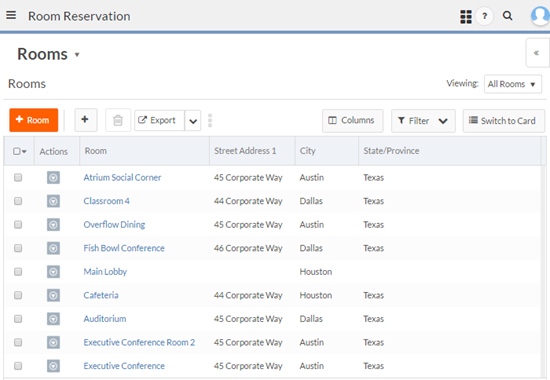 Room Reservation
?
Rooms
«
Rooms
Viewing: All Rooms
+ Room
+
Export
Columns
Filter
Switch to Card
Actions Room Street Address 1 City State/Province
Atrium Social Corner 45 Corporate Way Austin Texas
Classroom 4 44 Corporate Way Dallas Texas
Overflow Dining 45 Corporate Way Austin Texas
Fish Bowl Conference 46 Corporate Way Dallas Texas
Main Lobby Houston
Cafeteria 44 Corporate Way Houston Texas
Auditorium 45 Corporate Way Dallas Texas
Executive Conference Room 2 45 Corporate Way Austin Texas
Executive Conference 45 Corporate Way Austin Texas